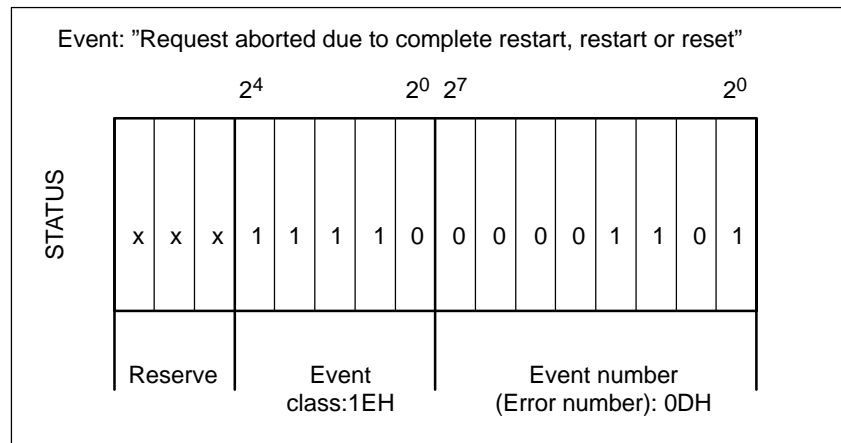 Event: ”Request aborted due to complete restart, restart or reset”
2⁴ 2⁰ 2⁷ 2⁰
STATUS
x x x 1 1 1 1 0 0 0 0 0 1 1 0 1
Reserve Event Event number
class:1EH (Error number): 0DH